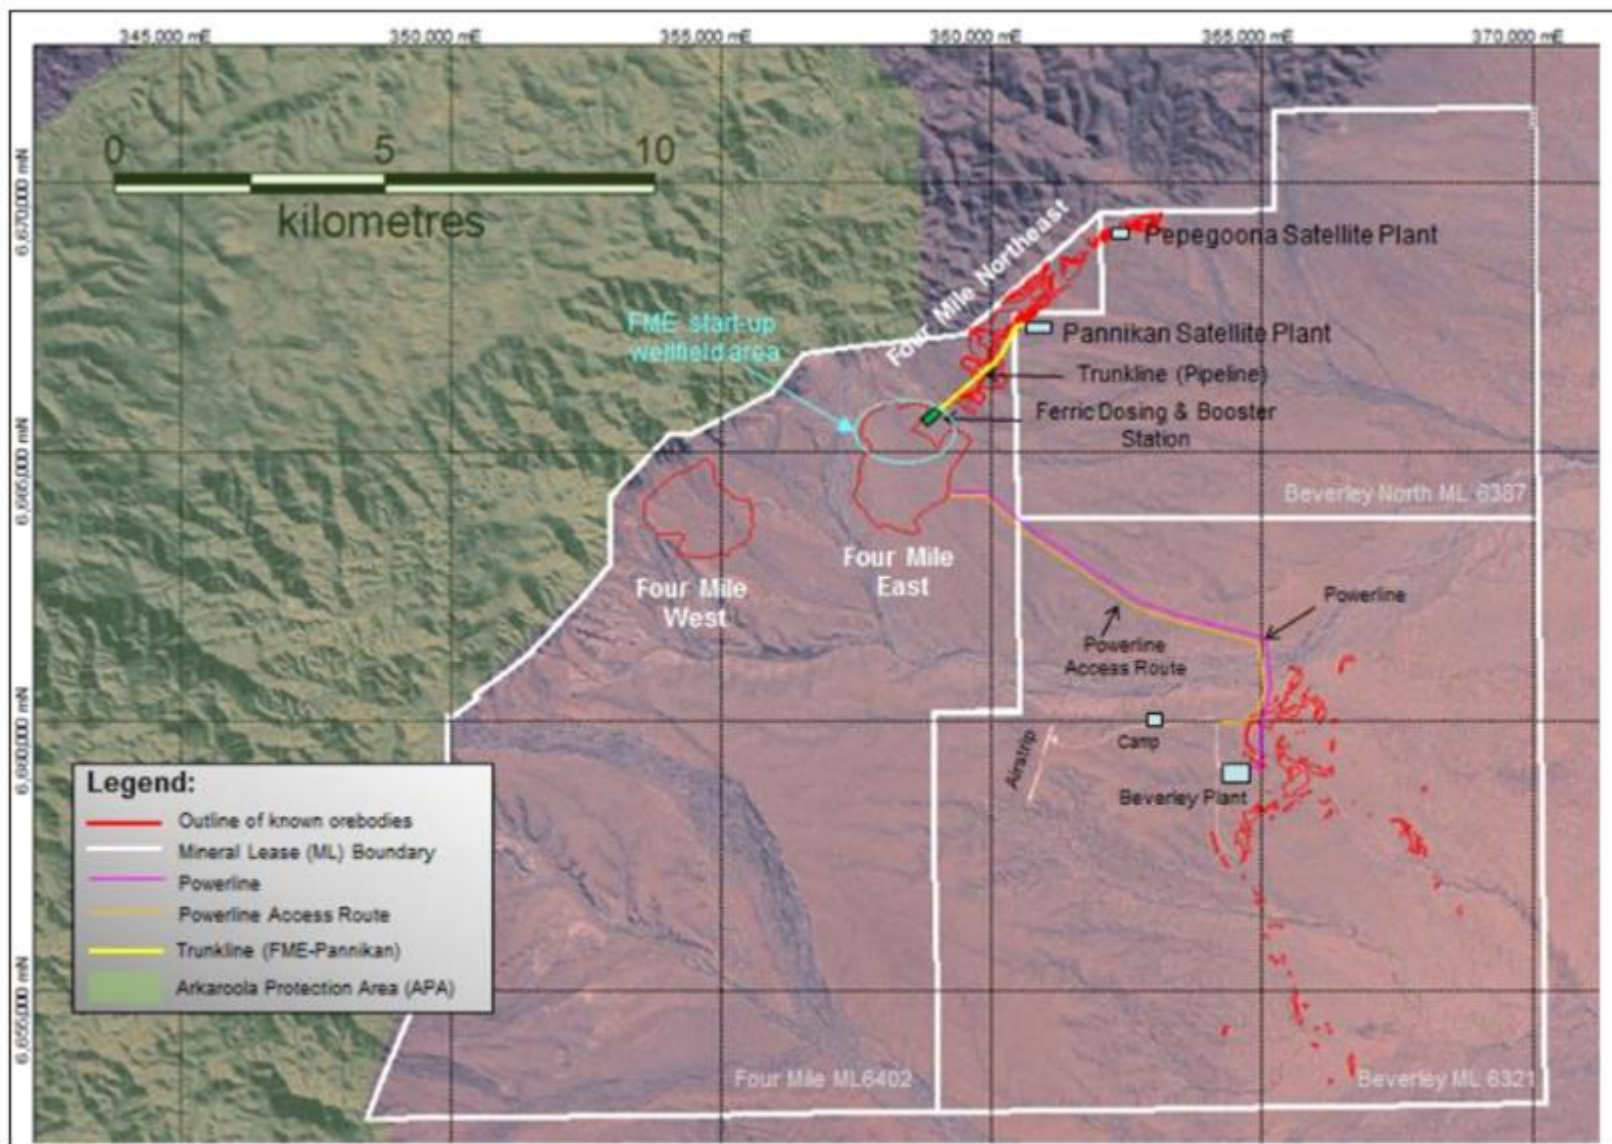 345,000 mE 350,000 mE 355,000 mE 360,000 mE 365,000 mE 370,000 mE
6,670,000 mN
6,665,000 mN
6,660,000 mN
6,655,000 mN
0 5 10
kilometres
Four Mile Northeast
Pepegoona Satellite Plant
FME start-up
wellfield area
Pannikan Satellite Plant
Trunkline (Pipeline)
Ferric Dosing & Booster
Station
Beverley North ML 6387
Four Mile
East
Four Mile
West
Powerline
Powerline
Access Route
Airstrip
Camp
Beverley Plant
Legend:
Outline of known orebodies
Mineral Lease (ML) Boundary
Powerline
Powerline Access Route
Trunkline (FME-Pannikan)
Arkaroola Protection Area (APA)
Four Mile ML6402
Beverley ML 6321